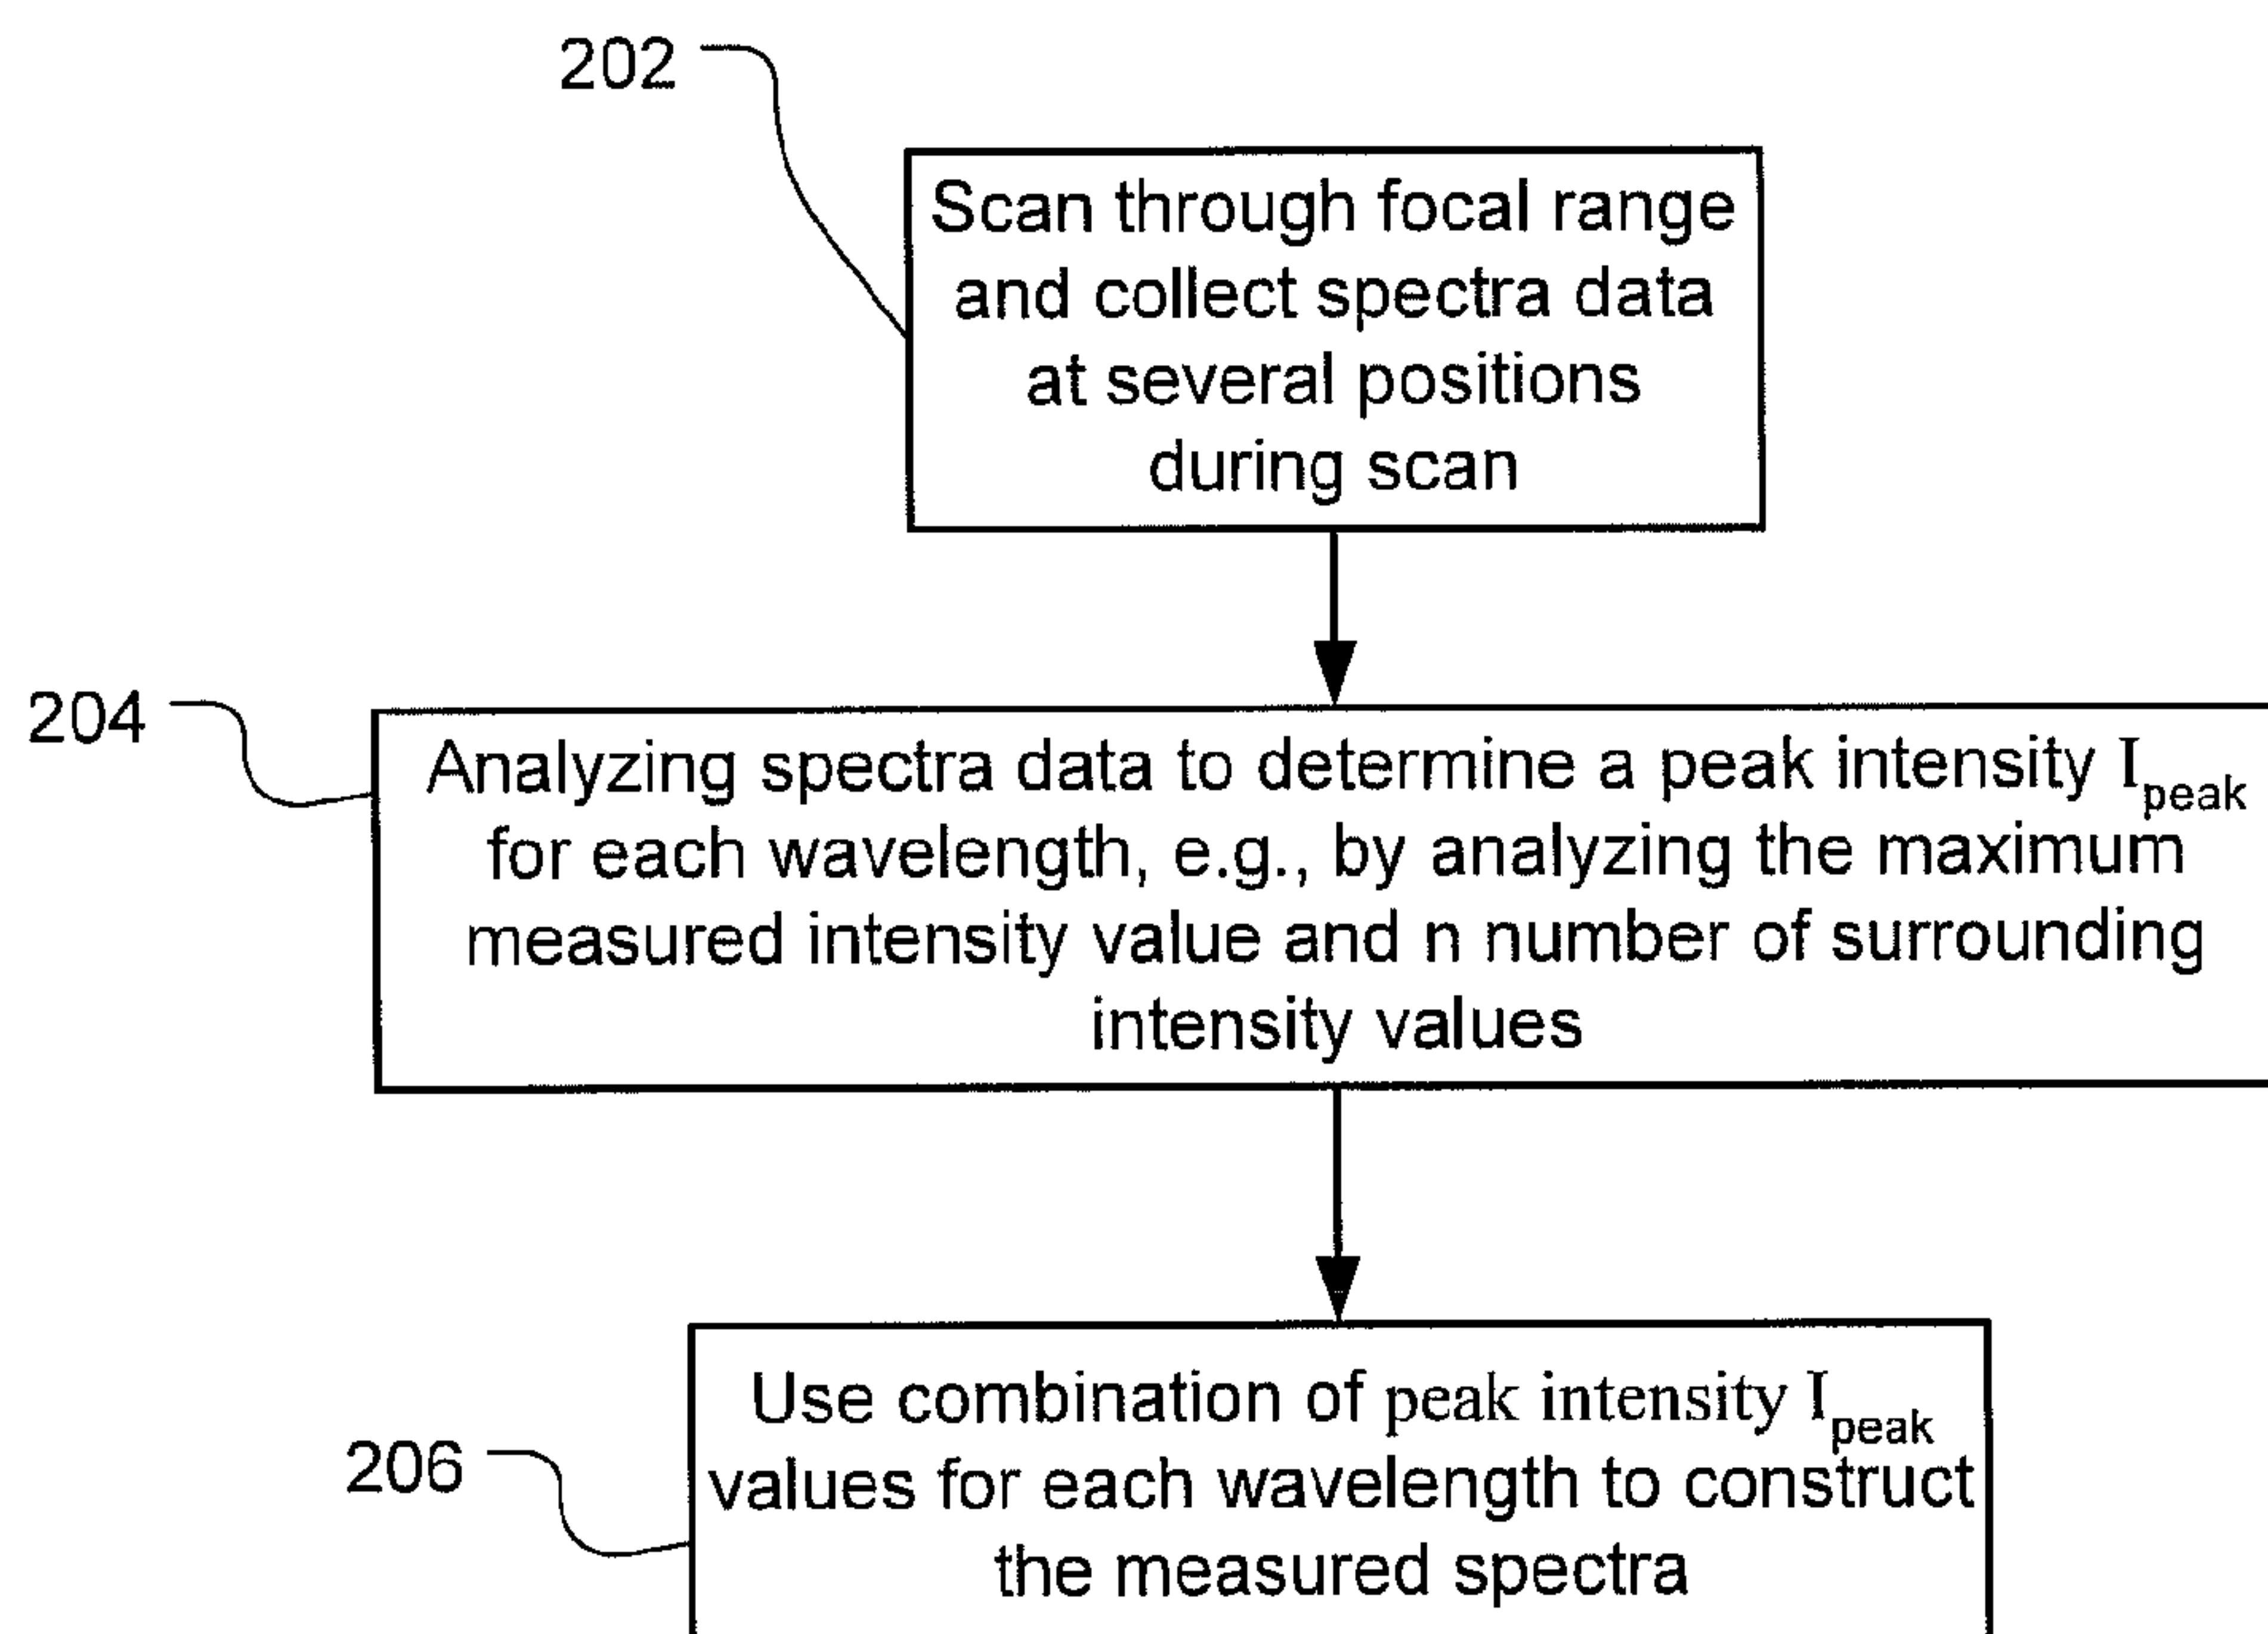 202
Scan through focal range
and collect spectra data
at several positions
during scan
204
Analyzing spectra data to determine a peak intensity I_peak
for each wavelength, e.g., by analyzing the maximum
measured intensity value and n number of surrounding
intensity values
206
Use combination of peak intensity I_peak
values for each wavelength to construct
the measured spectra